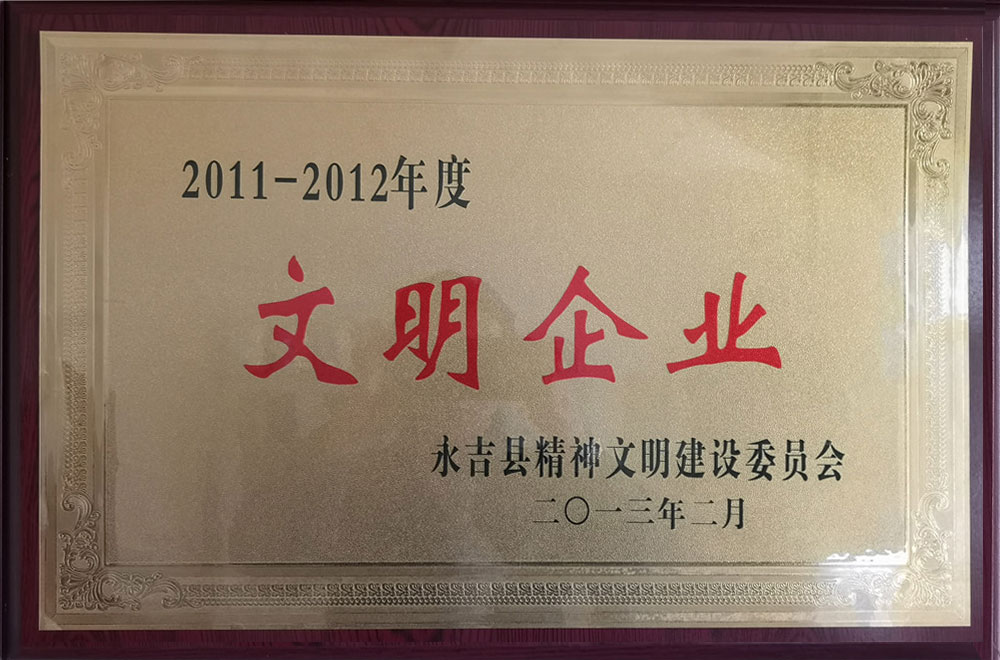 2011-2012年度
文明企业
永吉县精神文明建设委员会
二〇一三年二月